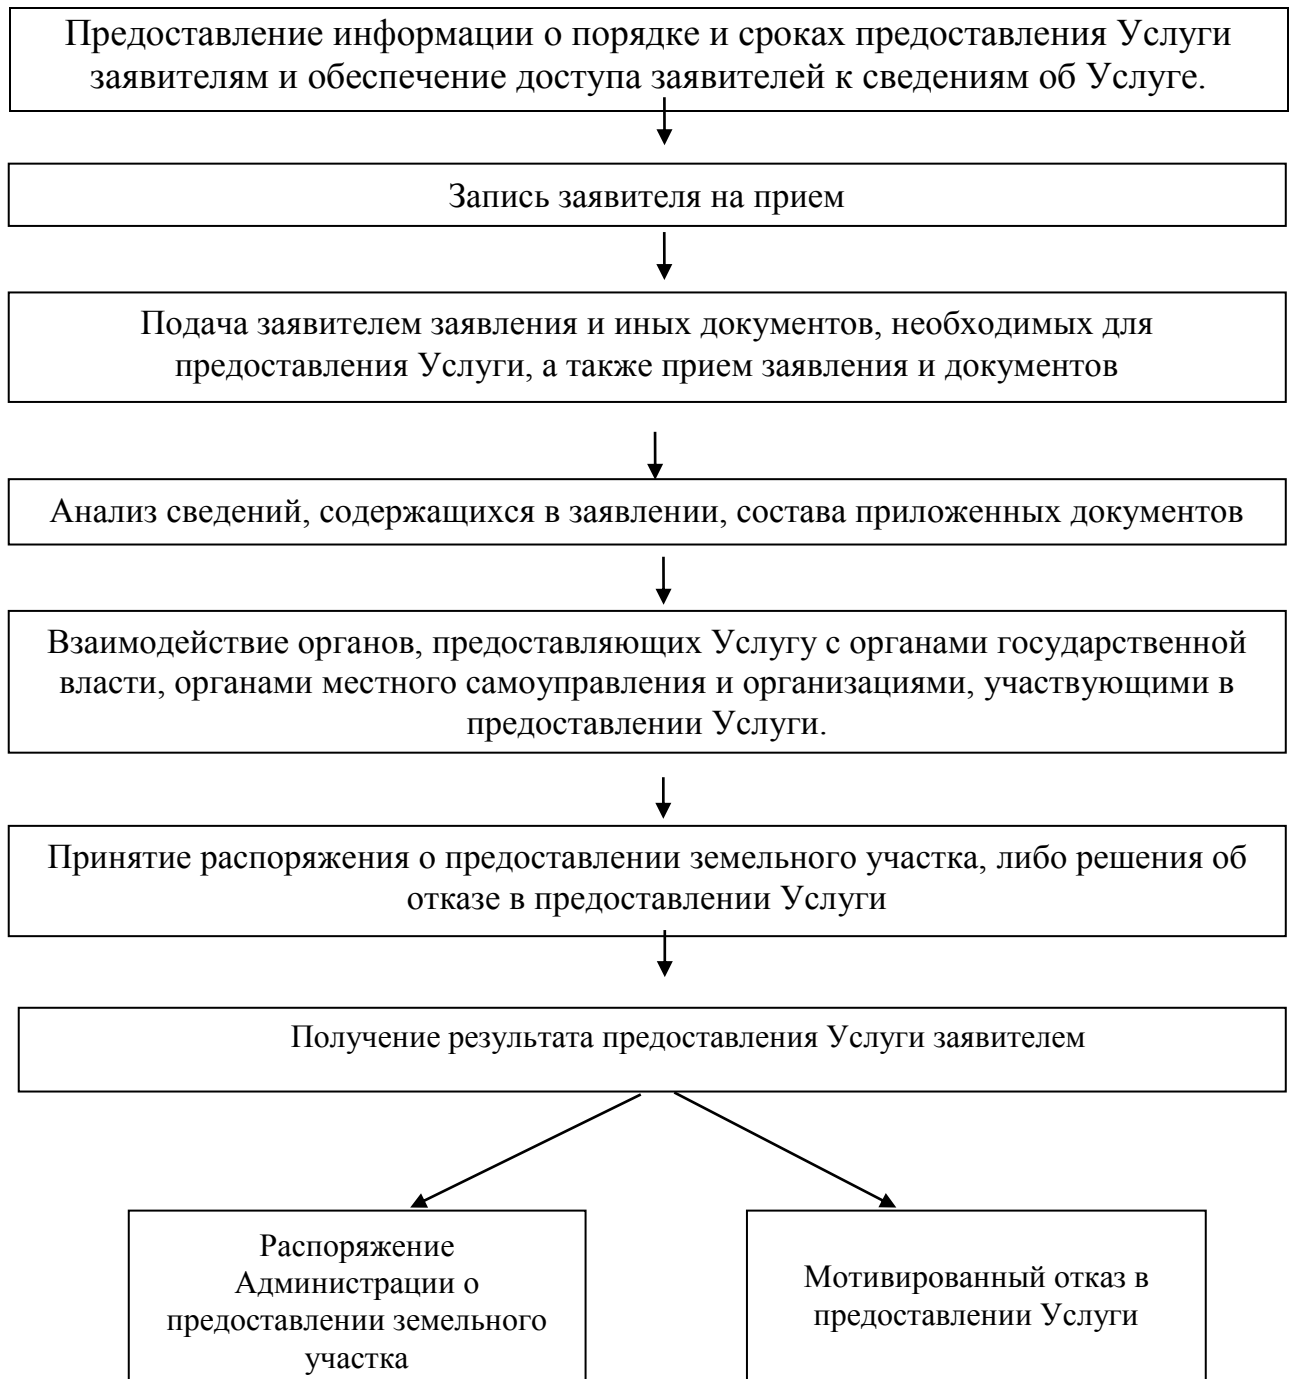 Предоставление информации о порядке и сроках предоставления Услуги
заявителям и обеспечение доступа заявителей к сведениям об Услуге.
Запись заявителя на прием
Подача заявителем заявления и иных документов, необходимых для
предоставления Услуги, а также прием заявления и документов
Анализ сведений, содержащихся в заявлении, состава приложенных документов
Взаимодействие органов, предоставляющих Услугу с органами государственной
власти, органами местного самоуправления и организациями, участвующими в
предоставлении Услуги.
Принятие распоряжения о предоставлении земельного участка, либо решения об
отказе в предоставлении Услуги
Получение результата предоставления Услуги заявителем
Распоряжение
Администрации о
предоставлении земельного
участка
Мотивированный отказ в
предоставлении Услуги